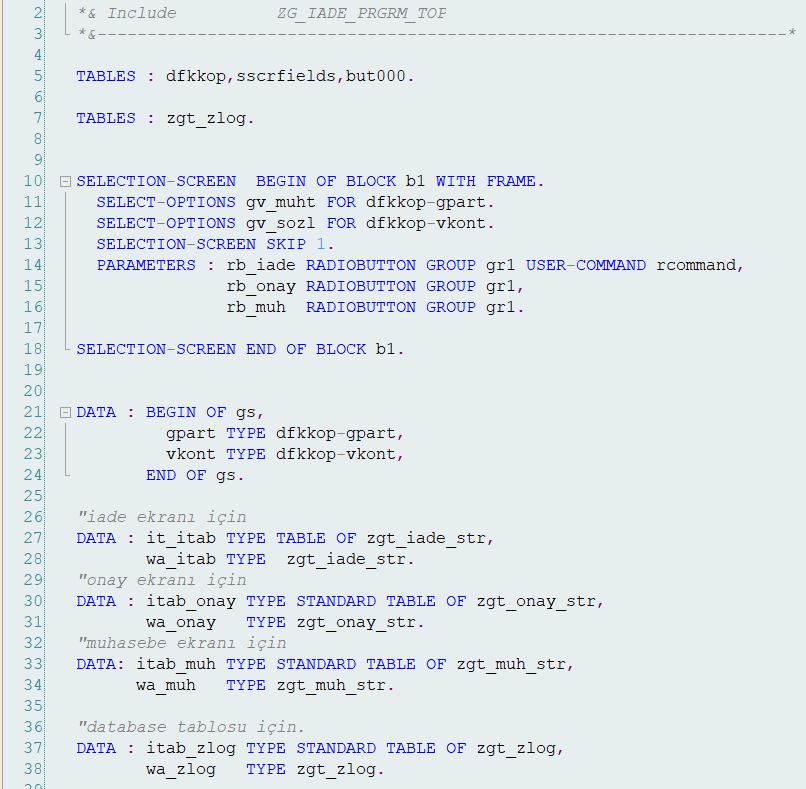 2 *& Include          ZG_IADE_PRGRM_TOP
3 *&---------------------------------------------------------------------*
4
5 TABLES : dfkkop,sscrfields,but000.
6
7 TABLES : zgt_zlog.
8
9
10 SELECTION-SCREEN  BEGIN OF BLOCK b1 WITH FRAME.
11   SELECT-OPTIONS gv_muht FOR dfkkop-gpart.
12   SELECT-OPTIONS gv_sozl FOR dfkkop-vkont.
13   SELECTION-SCREEN SKIP 1.
14   PARAMETERS : rb_iade RADIOBUTTON GROUP gr1 USER-COMMAND rcommand,
15                rb_onay RADIOBUTTON GROUP gr1,
16                rb_muh  RADIOBUTTON GROUP gr1.
17
18 SELECTION-SCREEN END OF BLOCK b1.
19
20
21 DATA : BEGIN OF gs,
22          gpart TYPE dfkkop-gpart,
23          vkont TYPE dfkkop-vkont,
24        END OF gs.
25
26 "iade ekranı için
27 DATA : it_itab TYPE TABLE OF zgt_iade_str,
28        wa_itab TYPE  zgt_iade_str.
29 "onay ekranı için
30 DATA : itab_onay TYPE STANDARD TABLE OF zgt_onay_str,
31        wa_onay   TYPE zgt_onay_str.
32 "muhasebe ekranı için
33 DATA: itab_muh TYPE STANDARD TABLE OF zgt_muh_str,
34       wa_muh   TYPE zgt_muh_str.
35
36 "database tablosu için.
37 DATA : itab_zlog TYPE STANDARD TABLE OF zgt_zlog,
38        wa_zlog   TYPE zgt_zlog.